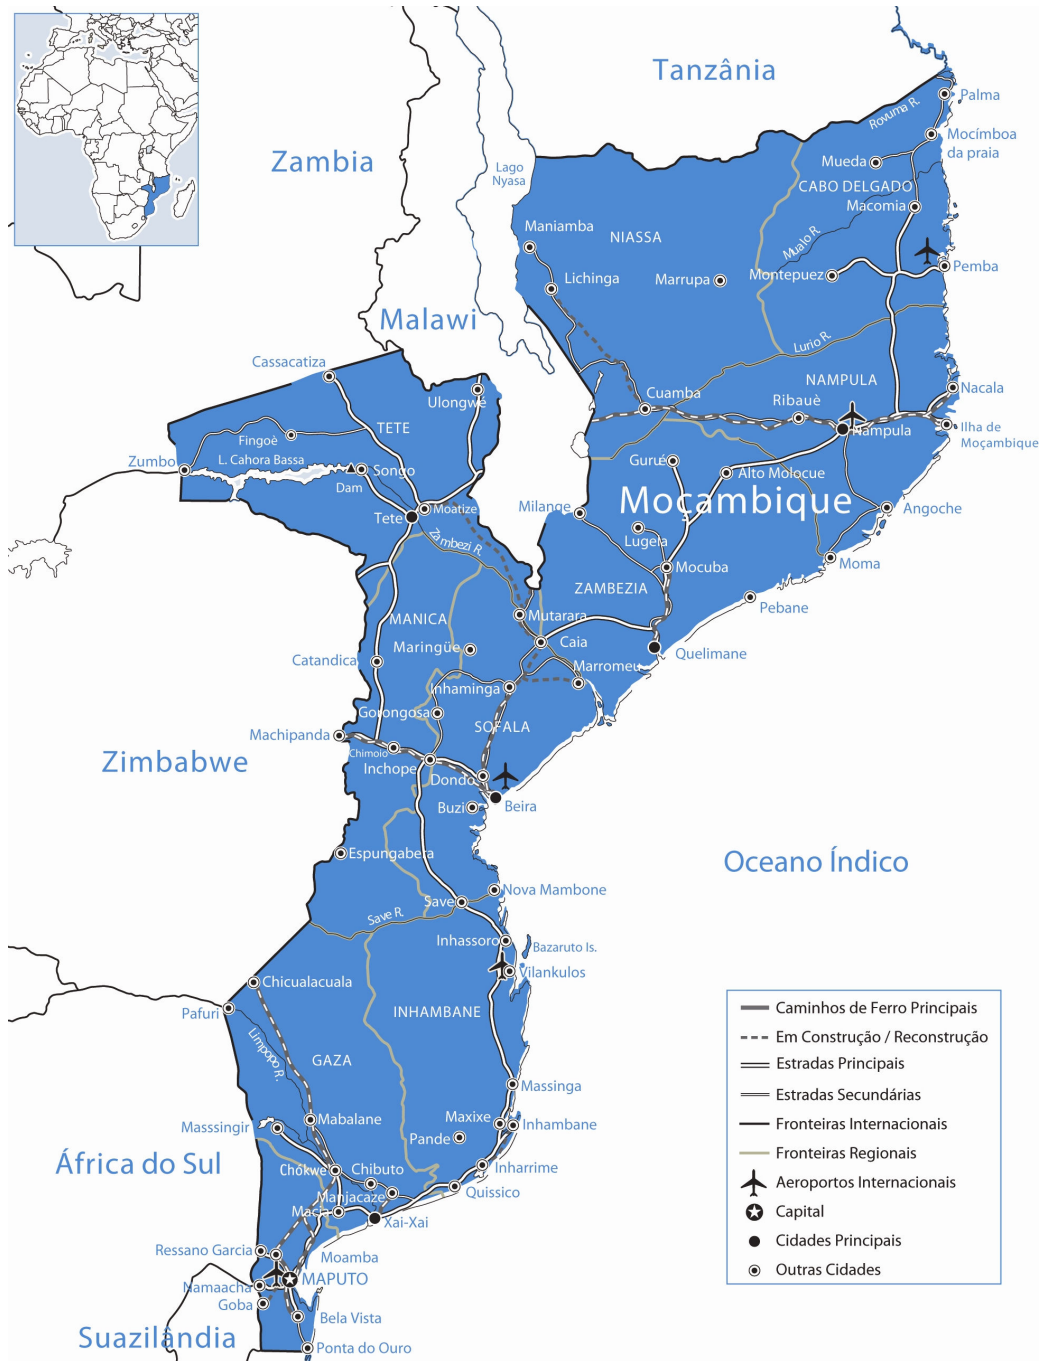 Tanzânia
Palma
Rovuma R.
Mocímboa
da praia
Zambia
Mueda
Lago
Nyasa
CABO DELGADO
Macomia
Maniamba
NIASSA
Mualo R.
Pemba
Lichinga
Marrupa
Montepuez
Malawi
Lurio R.
Cassacatiza
NAMPULA
Nacala
Ulongwé
Cuamba
Ribauè
TETE
Nampula
Ilha de
Moçambique
Fingoè
L. Cahora Bassa
Zumbo
Songo
Gurué
Alto Molocue
Dam
Moçambique
Milange
Angoche
Moatize
Tete
Zambezi R.
Lugela
Mocuba
Moma
ZAMBEZIA
Pebane
MANICA
Mutarara
Maringüe
Caia
Catandica
Quelimane
Marromeu
Inhaminga
Gorongosa
SOFALA
Machipanda
Chimoio
Zimbabwe
Inchope
Dondo
Buzi
Beira
Espungabera
Oceano Índico
Nova Mambone
Save
Save R.
Inhassoro
Bazaruto Is.
Vilankulos
Chicualacuala
Pafuri
INHAMBANE
Limpopo R.
GAZA
Massinga
Mabalane
Maxixe
Inhambane
Masssingir
Pande
África do Sul
Chókwe
Chibuto
Inharrime
Manjacaze
Quissico
Macia
Xai-Xai
Ressano Garcia
Moamba
MAPUTO
Namaacha
Goba
Bela Vista
Suazilândia
Ponta do Ouro
Caminhos de Ferro Principais
Em Construção / Reconstrução
Estradas Principais
Estradas Secundárias
Fronteiras Internacionais
Fronteiras Regionais
Aeroportos Internacionais
Capital
Cidades Principais
Outras Cidades